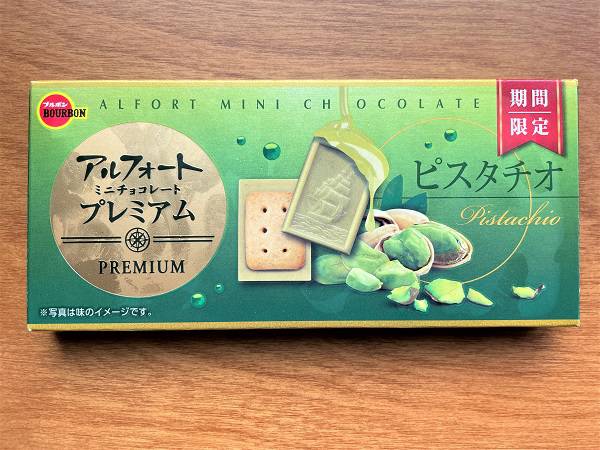 ブルボン
BOURBON
ALFORT MINI CHOCOLATE
期間
限定
アルフォート
ミニチョコレート
プレミアム
PREMIUM
ピスタチオ
Pistachio
※写真は味のイメージです。